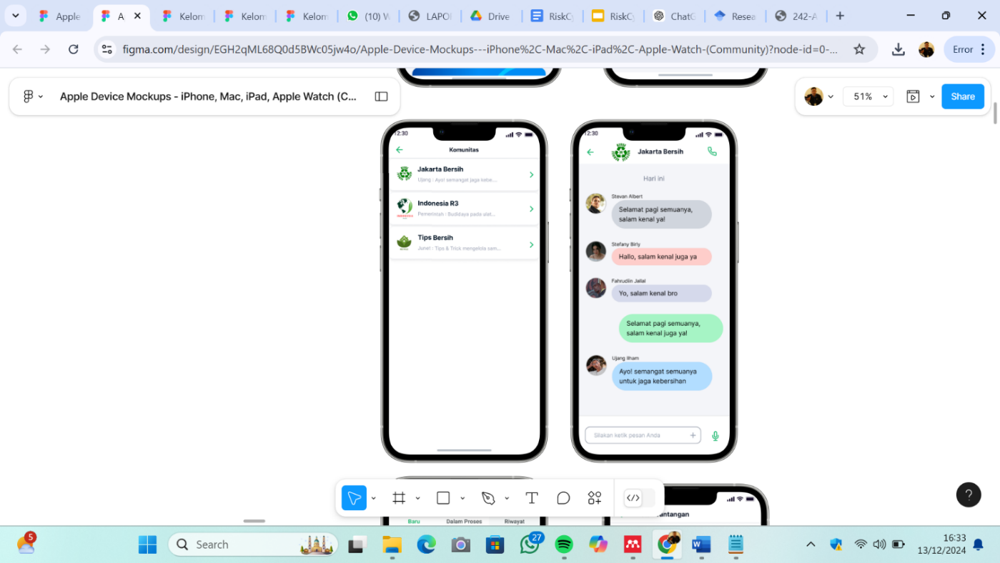 Apple
A
Kelom
Kelom
Kelom
(10) W
LAPO
Drive
RiskCy
RiskCy
ChatG
Resea
242-A
figma.com/design/EGH2qML68Q0d5BWc05jw4o/Apple-Device-Mockups---iPhone%2C-Mac%2C-iPad%2C-Apple-Watch-(Community)?node-id=0-...
Error
Apple Device Mockups - iPhone, Mac, iPad, Apple Watch (C...
51%
Share
12:30
Komunitas
Jakarta Bersih
Ujang : Ayo! semangat jaga kebe....
Indonesia R3
Pemerintah : Budidaya pada ulat...
Tips Bersih
Junet : Tips & Trick mengelola sam...
12:30
Jakarta Bersih
Hari ini
Stevan Albert
Selamat pagi semuanya,
salam kenal ya!
Stefany Birly
Hallo, salam kenal juga ya
Fahrudiin Jallal
Yo, salam kenal bro
Selamat pagi semuanya,
salam kenal juga ya!
Ujang Ilham
Ayo! semangat semuanya
untuk jaga kebersihan
Silakan ketik pesan Anda
Baru
Dalam Proses
Riwayat
antangan
5
Search
27
16:33
13/12/2024